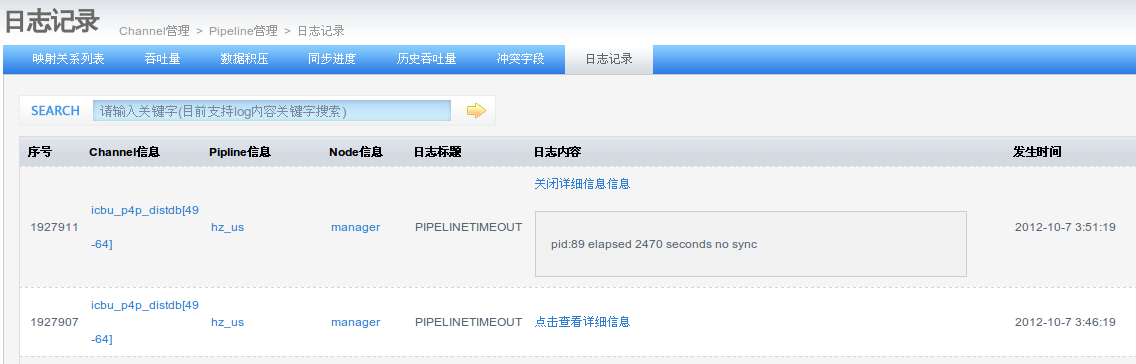 日志记录 Channel管理 > Pipeline管理 > 日志记录
映射关系列表 吞吐量 数据积压 同步进度 历史吞吐量 冲突字段 日志记录
SEARCH 请输入关键字(目前支持log内容关键字搜索)
序号 Channel信息 Pipline信息 Node信息 日志标题 日志内容 发生时间
关闭详细信息信息
icbu_p4p_distdb[49
1927911 hz_us manager PIPELINETIMEOUT 2012-10-7 3:51:19
-64] pid:89 elapsed 2470 seconds no sync
icbu_p4p_distdb[49
1927907 hz_us manager PIPELINETIMEOUT 点击查看详细信息 2012-10-7 3:46:19
-64]